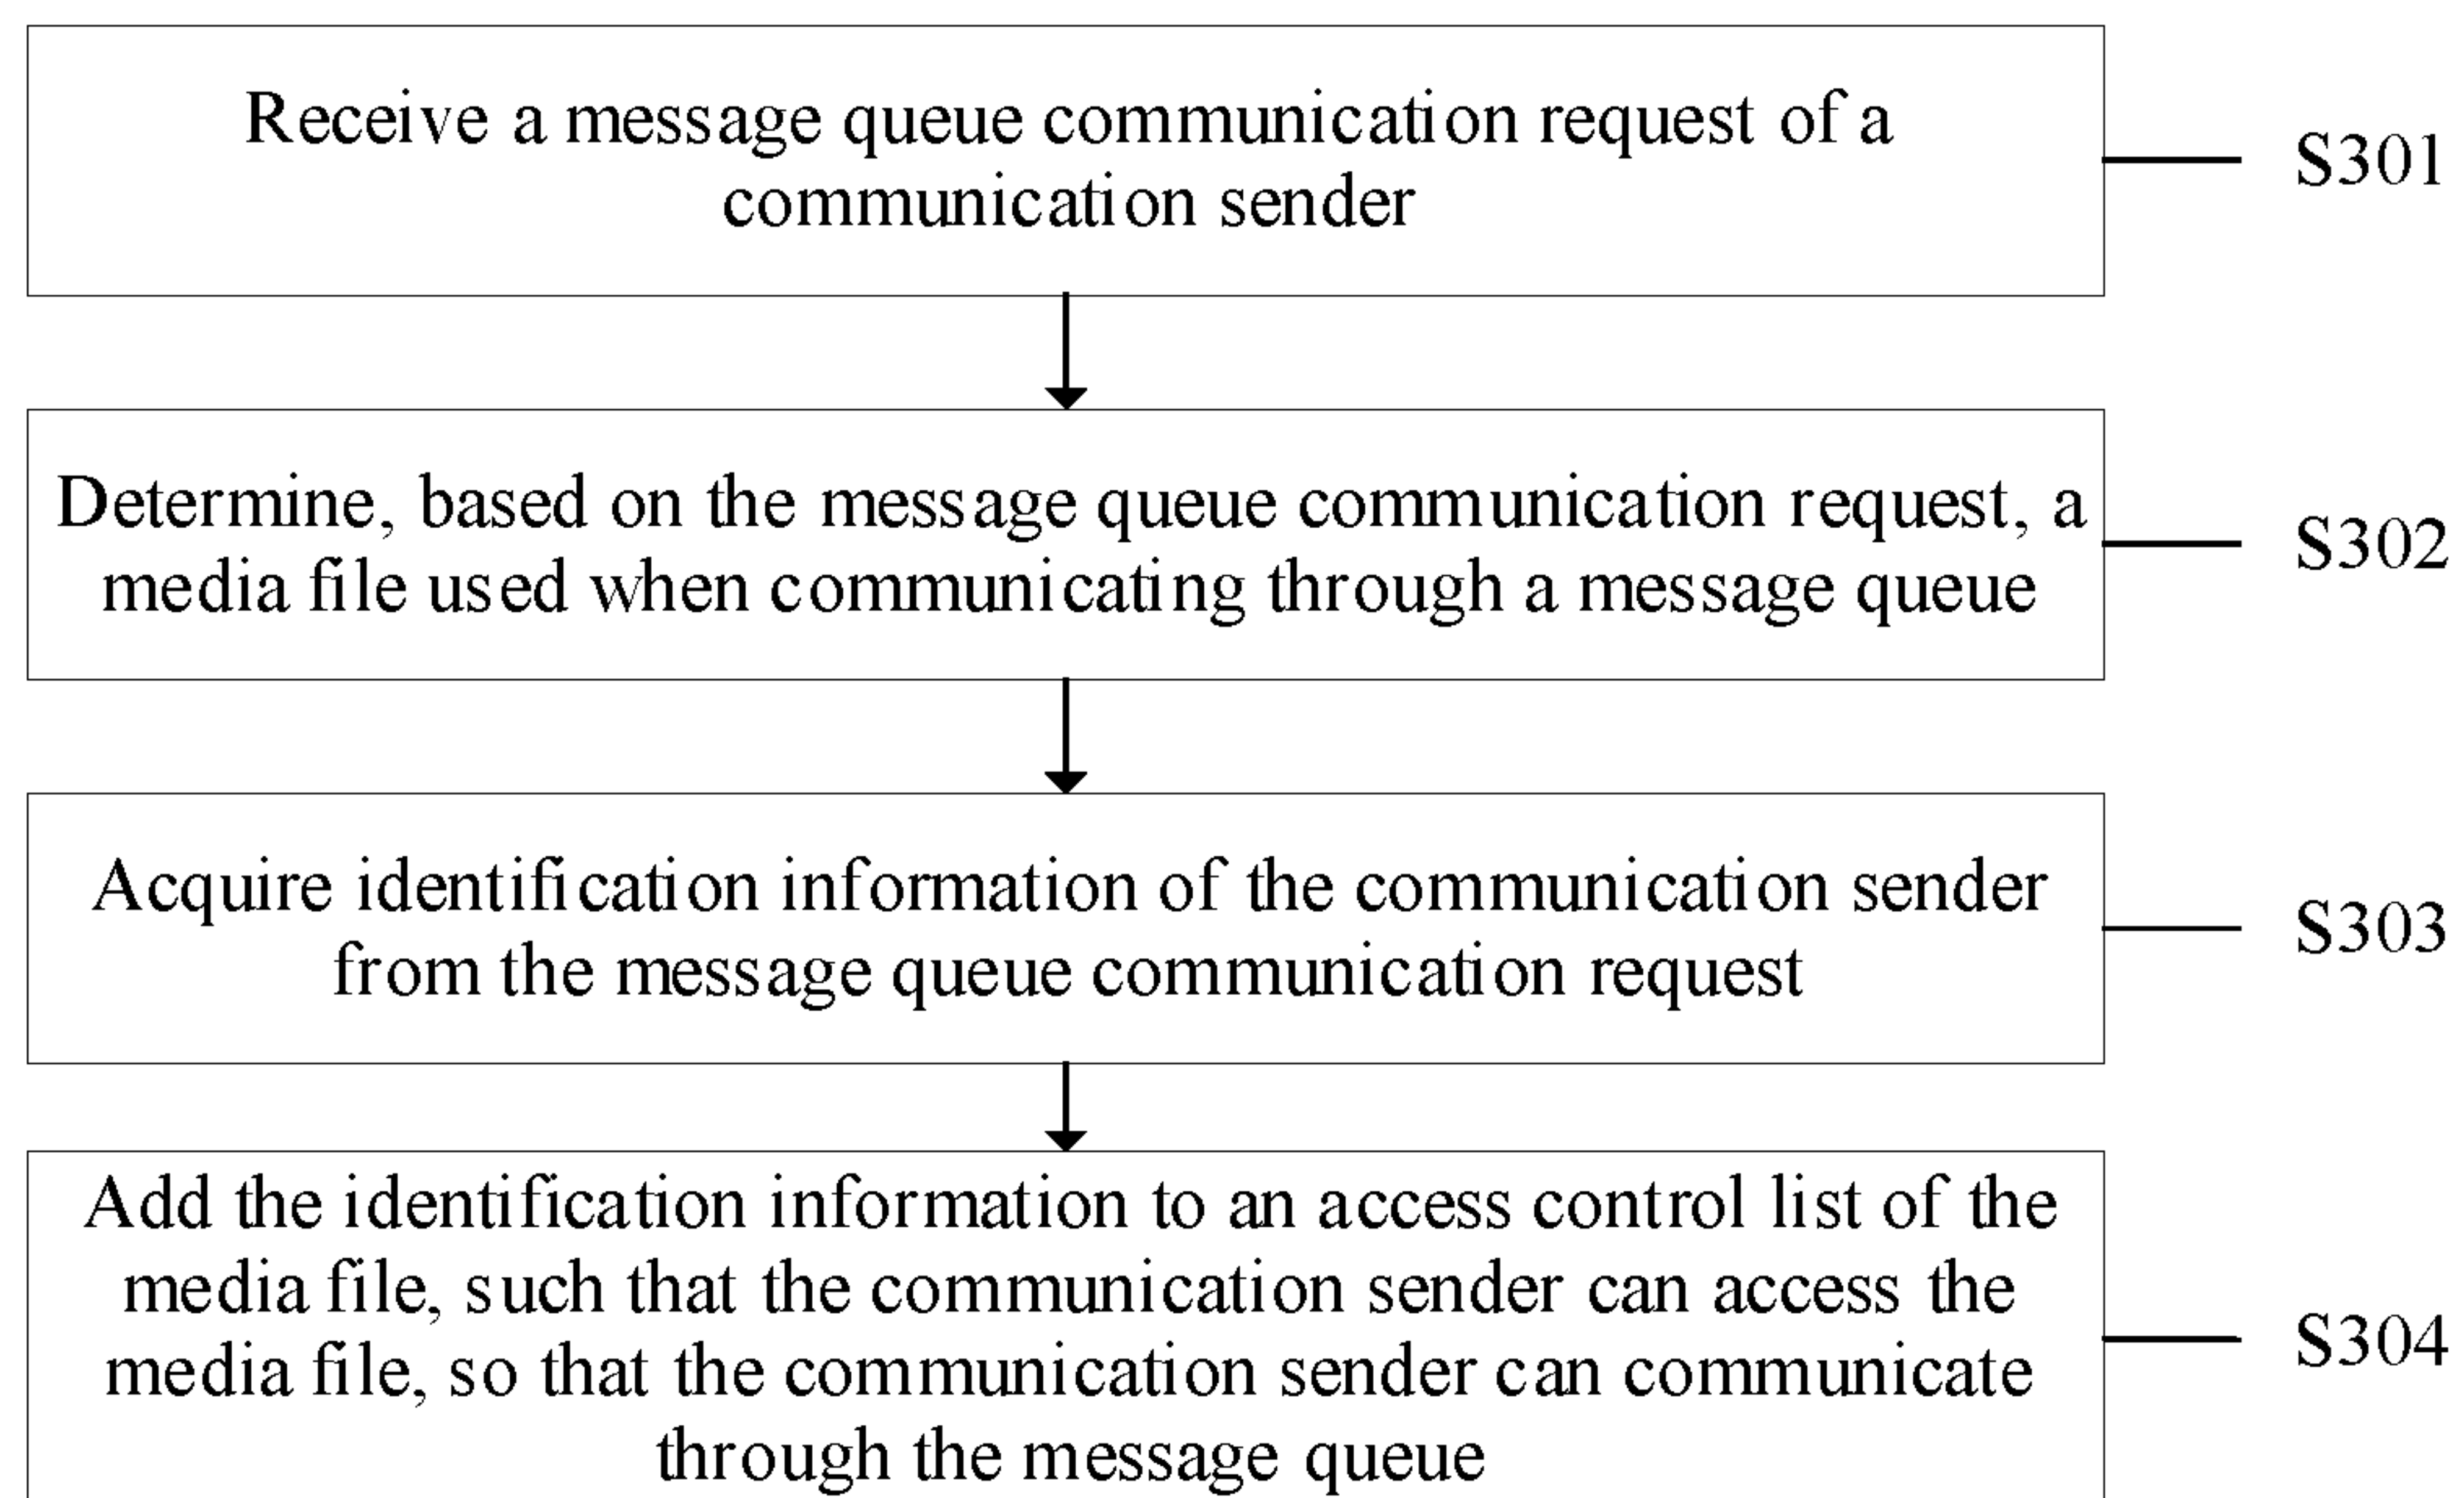 Receive a message queue communication request of a
communication sender
S301
Determine, based on the message queue communication request, a
media file used when communicating through a message queue
S302
Acquire identification information of the communication sender
from the message queue communication request
S303
Add the identification information to an access control list of the
media file, such that the communication sender can access the
media file, so that the communication sender can communicate
through the message queue
S304